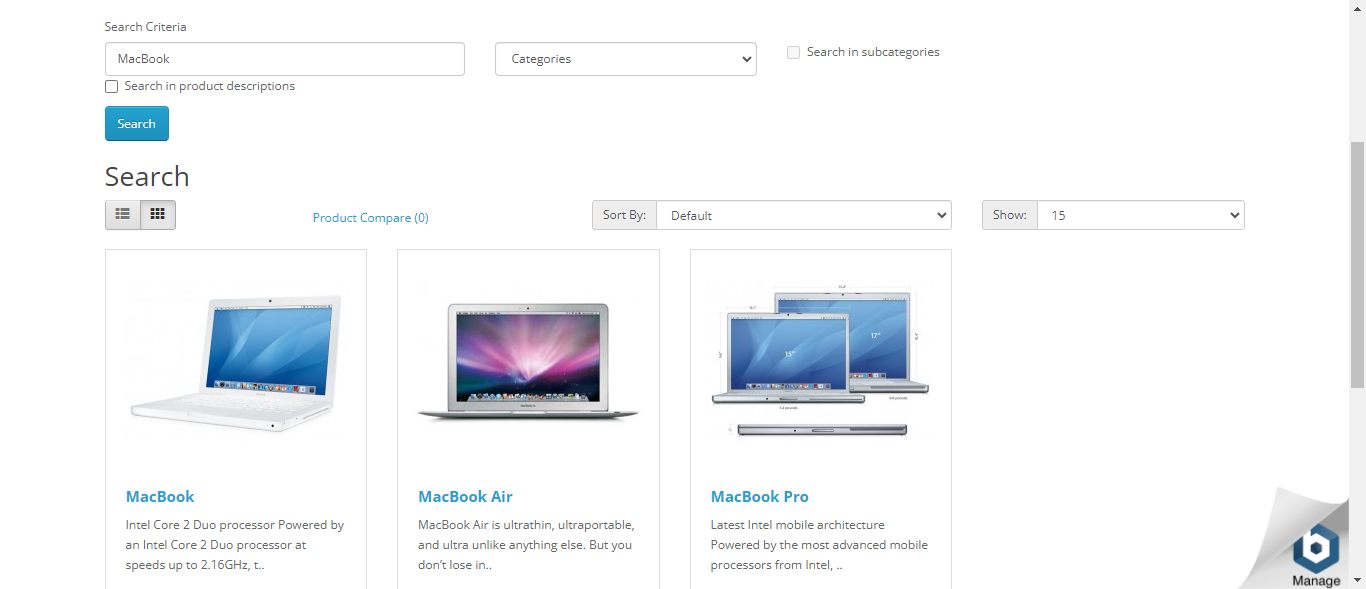 Search Criteria
MacBook
Categories
Search in subcategories
Search in product descriptions
Search
Search
Product Compare (0)
Sort By:
Default
Show:
15
15"
17"
MacBook
MacBook Air
MacBook Pro
Intel Core 2 Duo processor Powered by
an Intel Core 2 Duo processor at
speeds up to 2.16GHz, t..
MacBook Air is ultrathin, ultraportable,
and ultra unlike anything else. But you
don’t lose in..
Latest Intel mobile architecture
Powered by the most advanced mobile
processors from Intel, ..
b
Manage